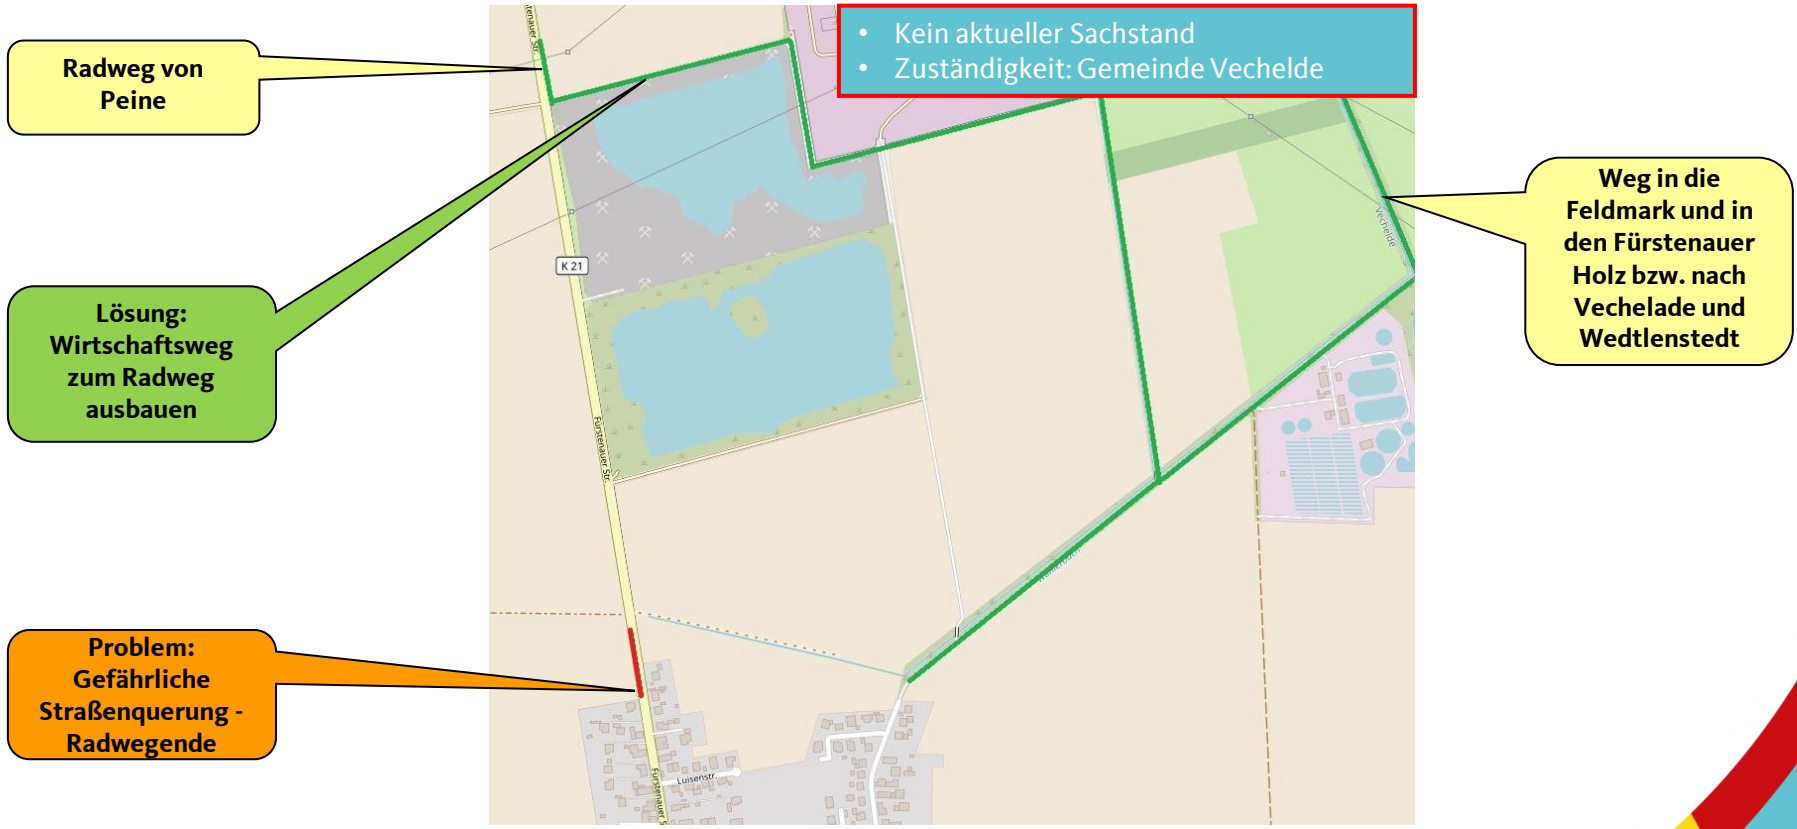 Radweg von
Peine
• Kein aktueller Sachstand
• Zuständigkeit: Gemeinde Vechelde
Weg in die
Feldmark und in
den Fürstenauer
Holz bzw. nach
Vechelade und
Wedtlenstedt
Lösung:
Wirtschaftsweg
zum Radweg
ausbauen
Problem:
Gefährliche
Straßenquerung -
Radwegende
K 21
Vechelde
Fürstenauer Str.
Luisenstr.